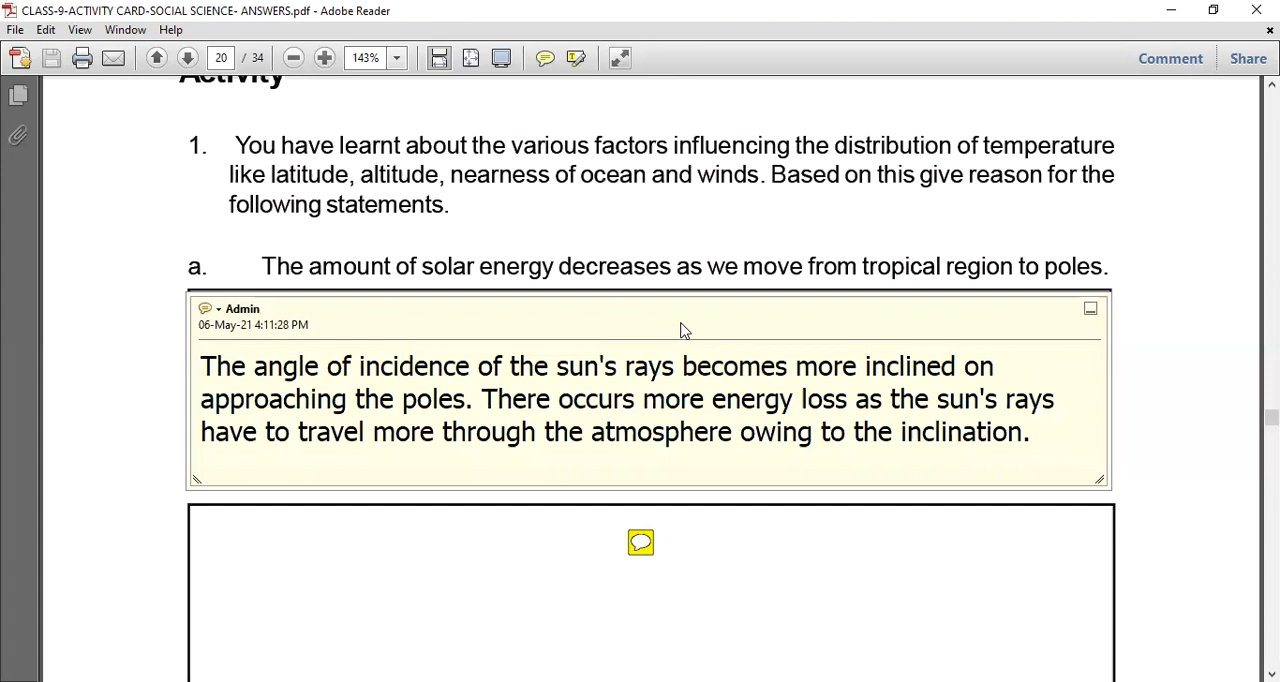 CLASS-9-ACTIVITY CARD-SOCIAL SCIENCE- ANSWERS.pdf - Adobe Reader
File Edit View Window Help
20 / 34 143% Comment Share
Activity
1. You have learnt about the various factors influencing the distribution of temperature
like latitude, altitude, nearness of ocean and winds. Based on this give reason for the
following statements.
a. The amount of solar energy decreases as we move from tropical region to poles.
Admin
06-May-21 4:11:28 PM
The angle of incidence of the sun's rays becomes more inclined on
approaching the poles. There occurs more energy loss as the sun's rays
have to travel more through the atmosphere owing to the inclination.